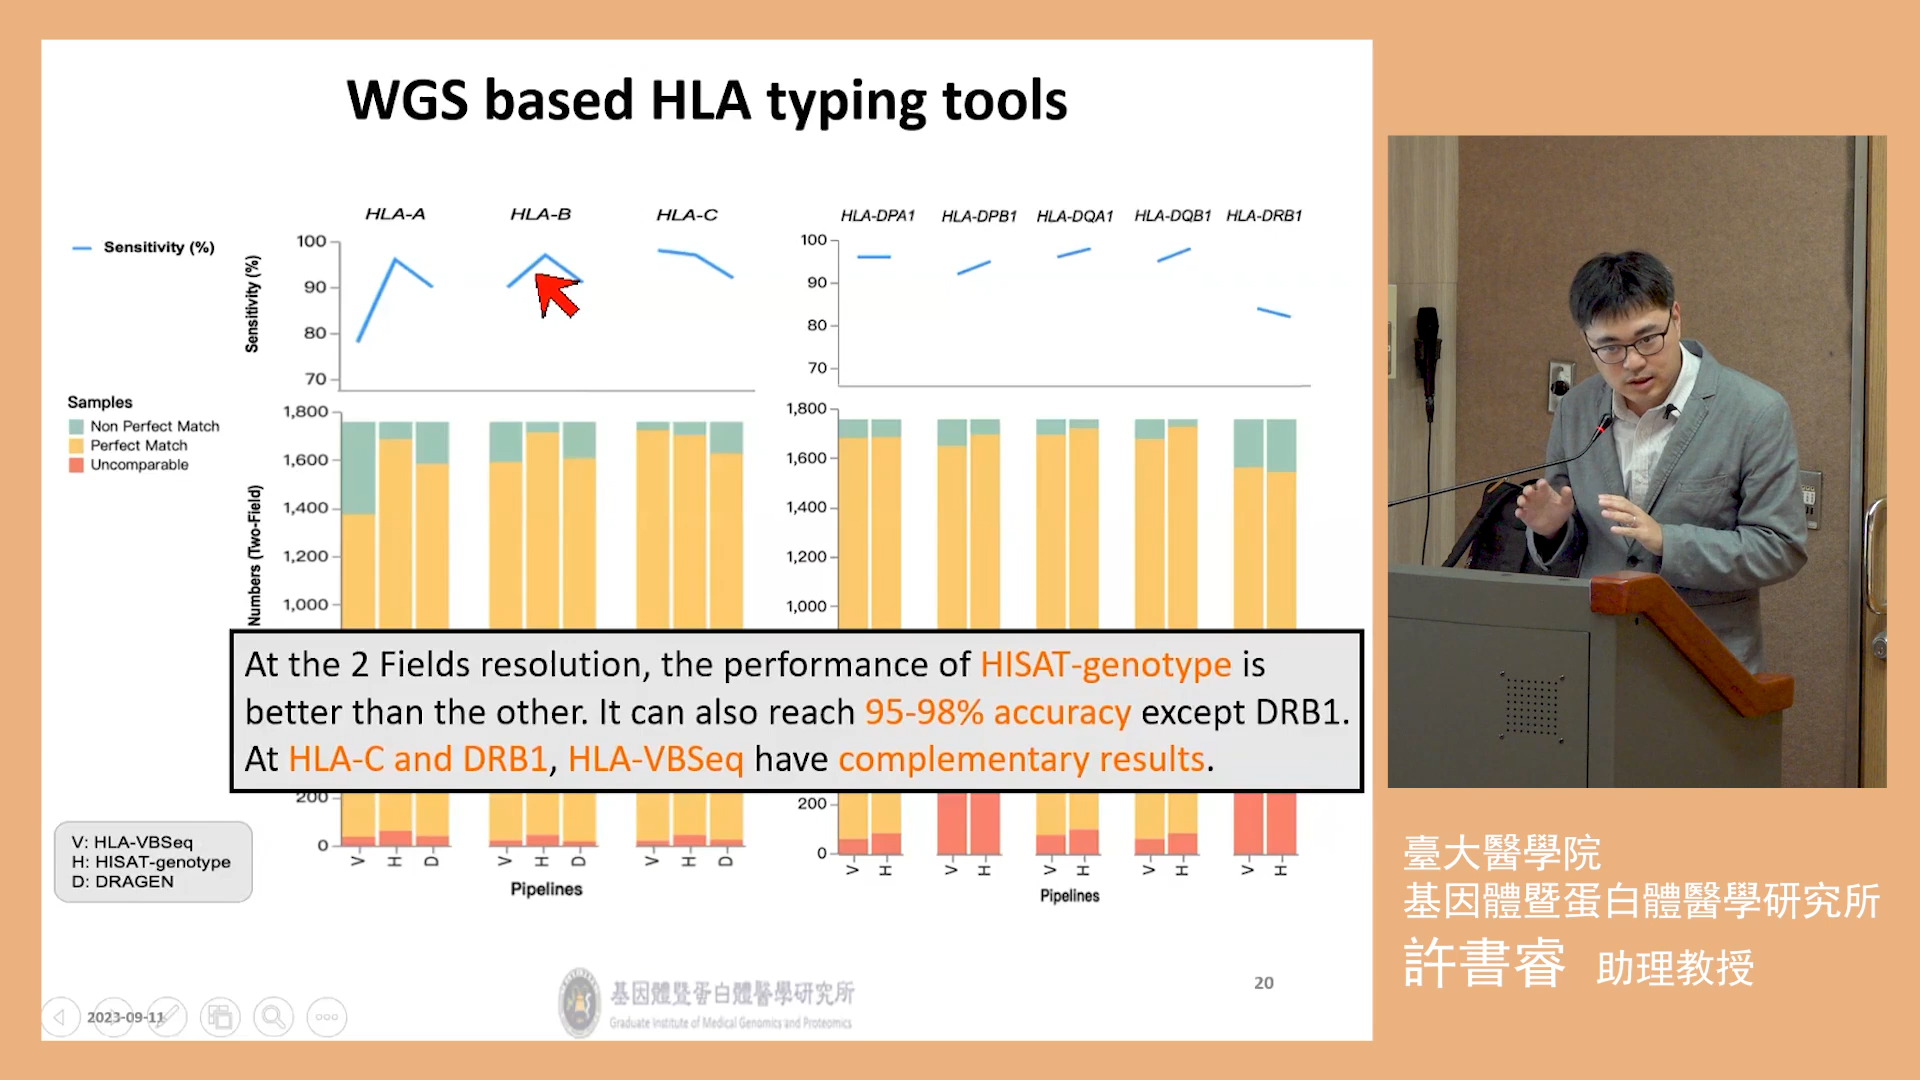 WGS based HLA typing tools
HLA-A HLA-B HLA-C HLA-DPA1 HLA-DPB1 HLA-DQA1 HLA-DQB1 HLA-DRB1
Sensitivity (%)
Sensitivity (%)
100
90
80
70
100
90
80
70
Samples
Non Perfect Match
Perfect Match
Uncomparable
Numbers (Two-Field)
1,800
1,600
1,400
1,200
1,000
1,800
1,600
1,400
1,200
1,000
At the 2 Fields resolution, the performance of HISAT-genotype is
better than the other. It can also reach 95-98% accuracy except DRB1.
At HLA-C and DRB1, HLA-VBSeq have complementary results.
200
0
200
0
V H D V H D V H D
V H V H V H V H V H
Pipelines
Pipelines
V: HLA-VBSeq
H: HISAT-genotype
D: DRAGEN
基因體暨蛋白體醫學研究所
Graduate Institute of Medical Genomics and Proteomics
20
2023-09-11
臺大醫學院
基因體暨蛋白體醫學研究所
許書睿 助理教授